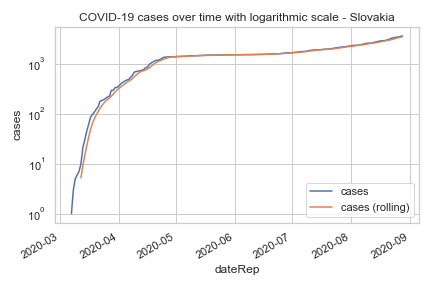 COVID-19 cases over time with logarithmic scale - Slovakia
cases
10³
10²
10¹
10⁰
cases
cases (rolling)
2020-03
2020-04
2020-05
2020-06
2020-07
2020-08
2020-09
dateRep